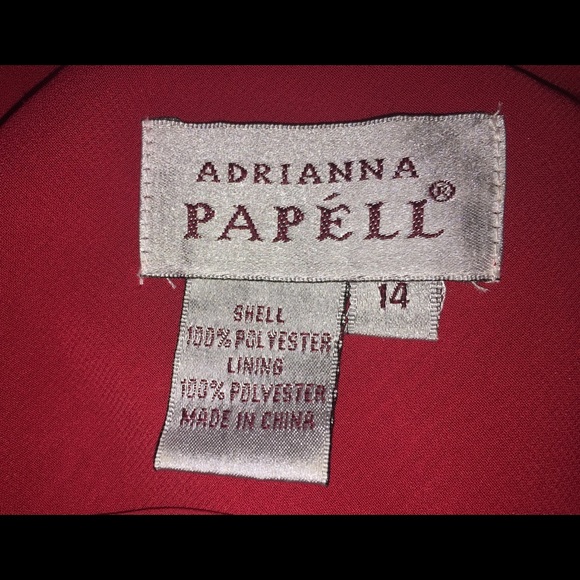 ADRIANNA
PAPÉLL®
14
SHELL
100% POLYESTER
LINING
100% POLYESTER
MADE IN CHINA